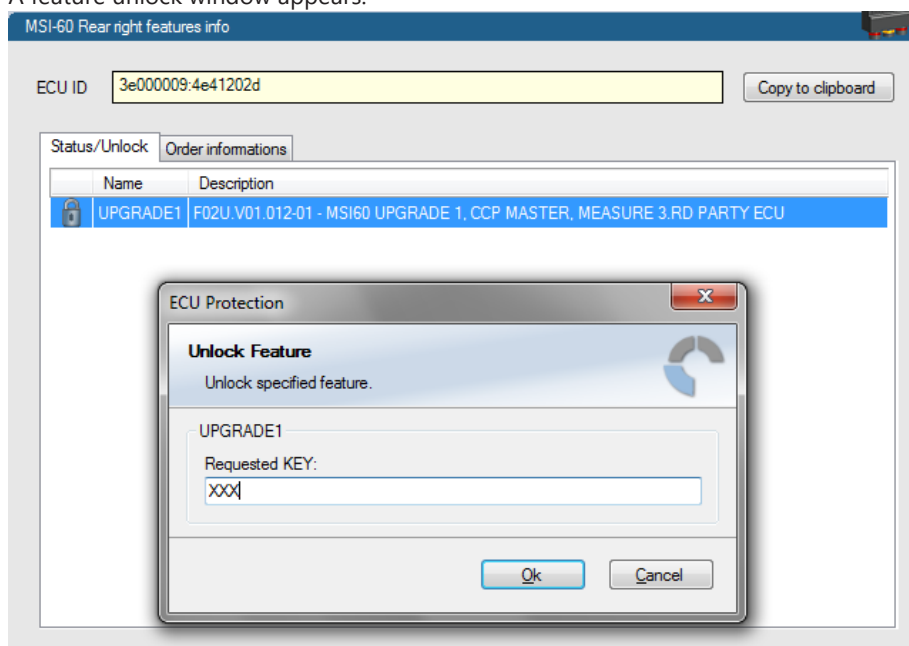 A feature unlock window appears.
MSI-60 Rear right features info
ECU ID 3e000009:4e41202d Copy to clipboard
Status/Unlock Order informations
Name Description
UPGRADE1 F02U.V01.012-01 - MSI60 UPGRADE 1, CCP MASTER, MEASURE 3.RD PARTY ECU
ECU Protection
Unlock Feature
Unlock specified feature.
UPGRADE1
Requested KEY:
XXX
Ok Cancel